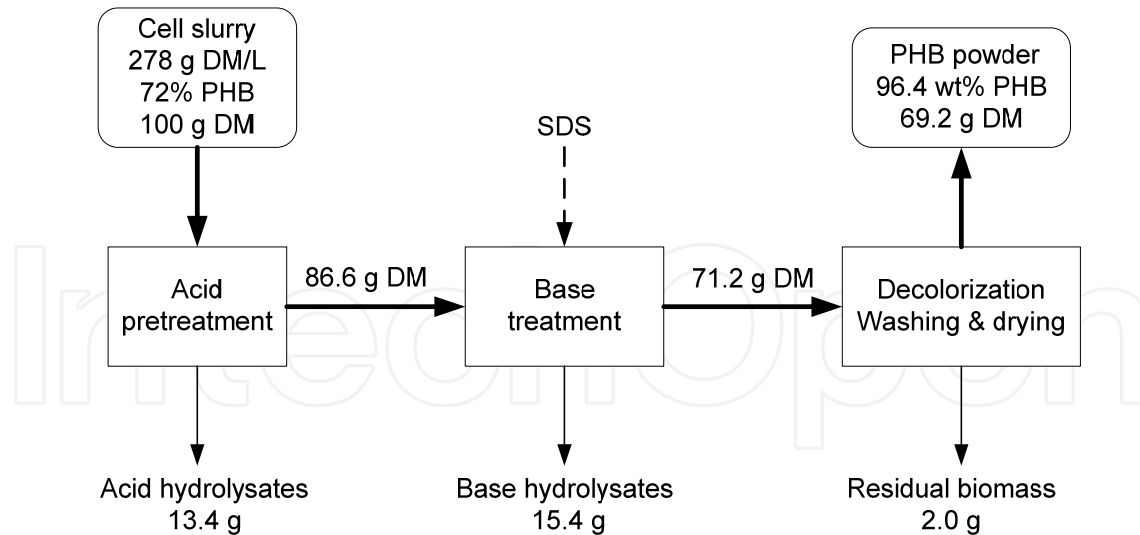 Cell slurry
278 g DM/L
72% PHB
100 g DM
PHB powder
96.4 wt% PHB
69.2 g DM
SDS
Acid
pretreatment
86.6 g DM
Base
treatment
71.2 g DM
Decolorization
Washing & drying
Acid hydrolysates
13.4 g
Base hydrolysates
15.4 g
Residual biomass
2.0 g
IntechOpen